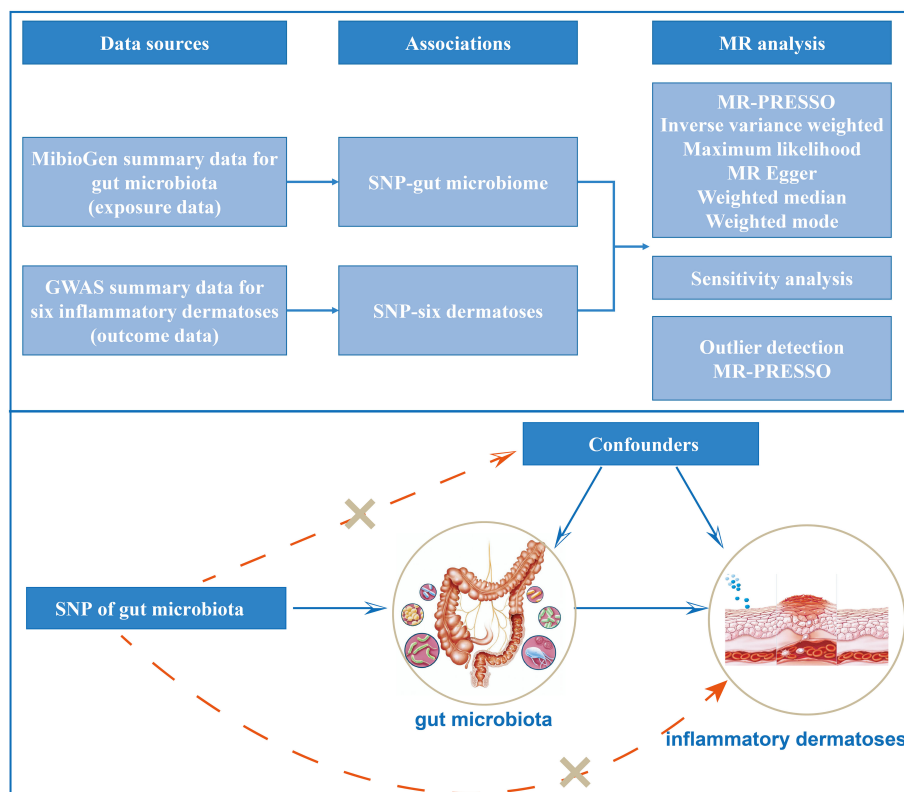 Data sources
Associations
MR analysis
MibioGen summary data for
gut microbiota
(exposure data)
SNP-gut microbiome
MR-PRESSO
Inverse variance weighted
Maximum likelihood
MR Egger
Weighted median
Weighted mode
GWAS summary data for
six inflammatory dermatoses
(outcome data)
SNP-six dermatoses
Sensitivity analysis
Outlier detection
MR-PRESSO
Confounders
SNP of gut microbiota
gut microbiota
inflammatory dermatoses